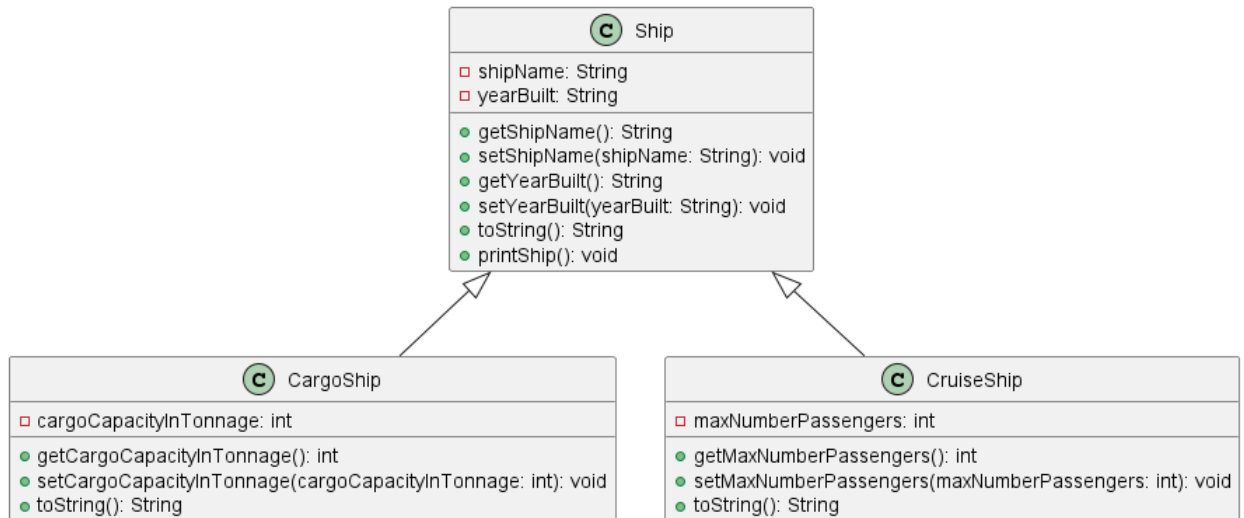 C Ship
shipName: String
yearBuilt: String
getShipName(): String
setShipName(shipName: String): void
getYearBuilt(): String
setYearBuilt(yearBuilt: String): void
toString(): String
printShip(): void
C CargoShip
cargoCapacityInTonnage: int
getCargoCapacityInTonnage(): int
setCargoCapacityInTonnage(cargoCapacityInTonnage: int): void
toString(): String
C CruiseShip
maxNumberPassengers: int
getMaxNumberPassengers(): int
setMaxNumberPassengers(maxNumberPassengers: int): void
toString(): String